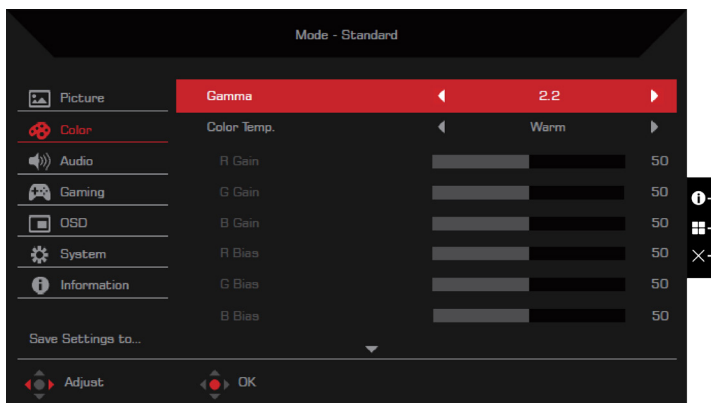 Mode - Standard
Picture
Color
Audio
Gaming
OSD
System
Information
Save Settings to...
Gamma 2.2
Color Temp. Warm
R Gain 50
G Gain 50
B Gain 50
R Bias 50
G Bias 50
B Bias 50
Adjust OK